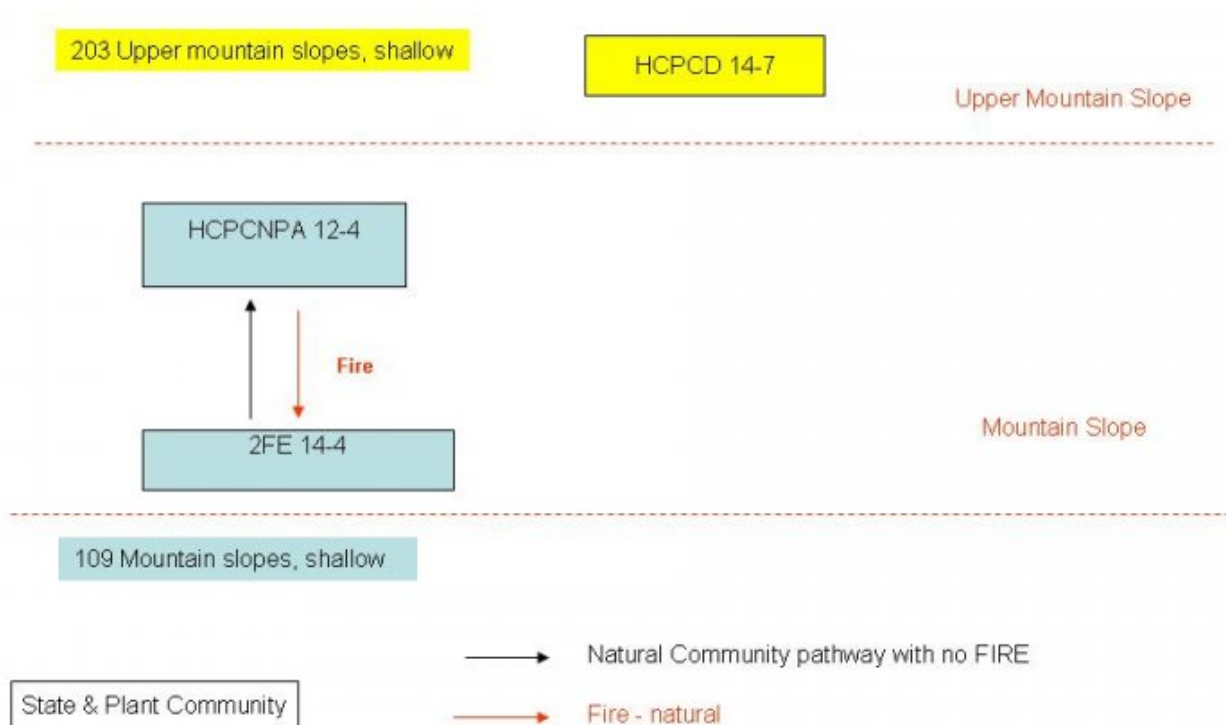 203 Upper mountain slopes, shallow
HCPCD 14-7
Upper Mountain Slope
HCPCNPA 12-4
Fire
2FE 14-4
Mountain Slope
109 Mountain slopes, shallow
Natural Community pathway with no FIRE
State & Plant Community
Fire - natural